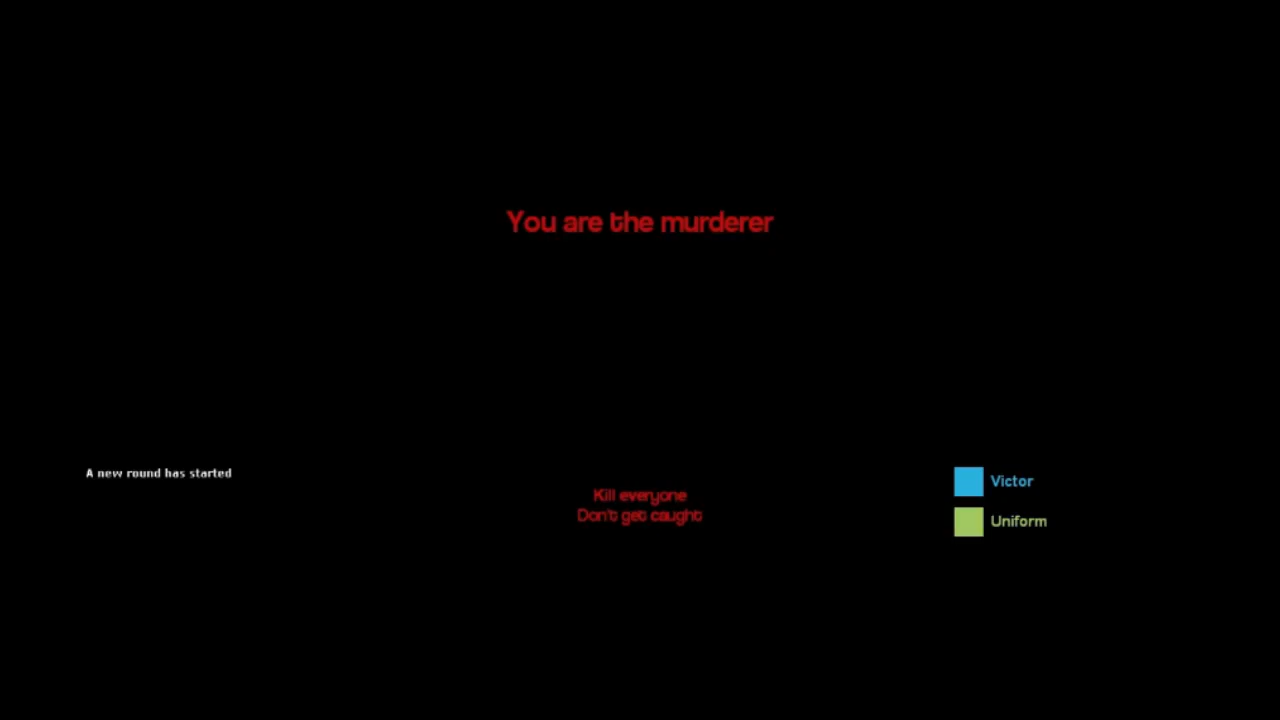 You are the murderer
A new round has started
Kill everyone
Don't get caught
Victor
Uniform